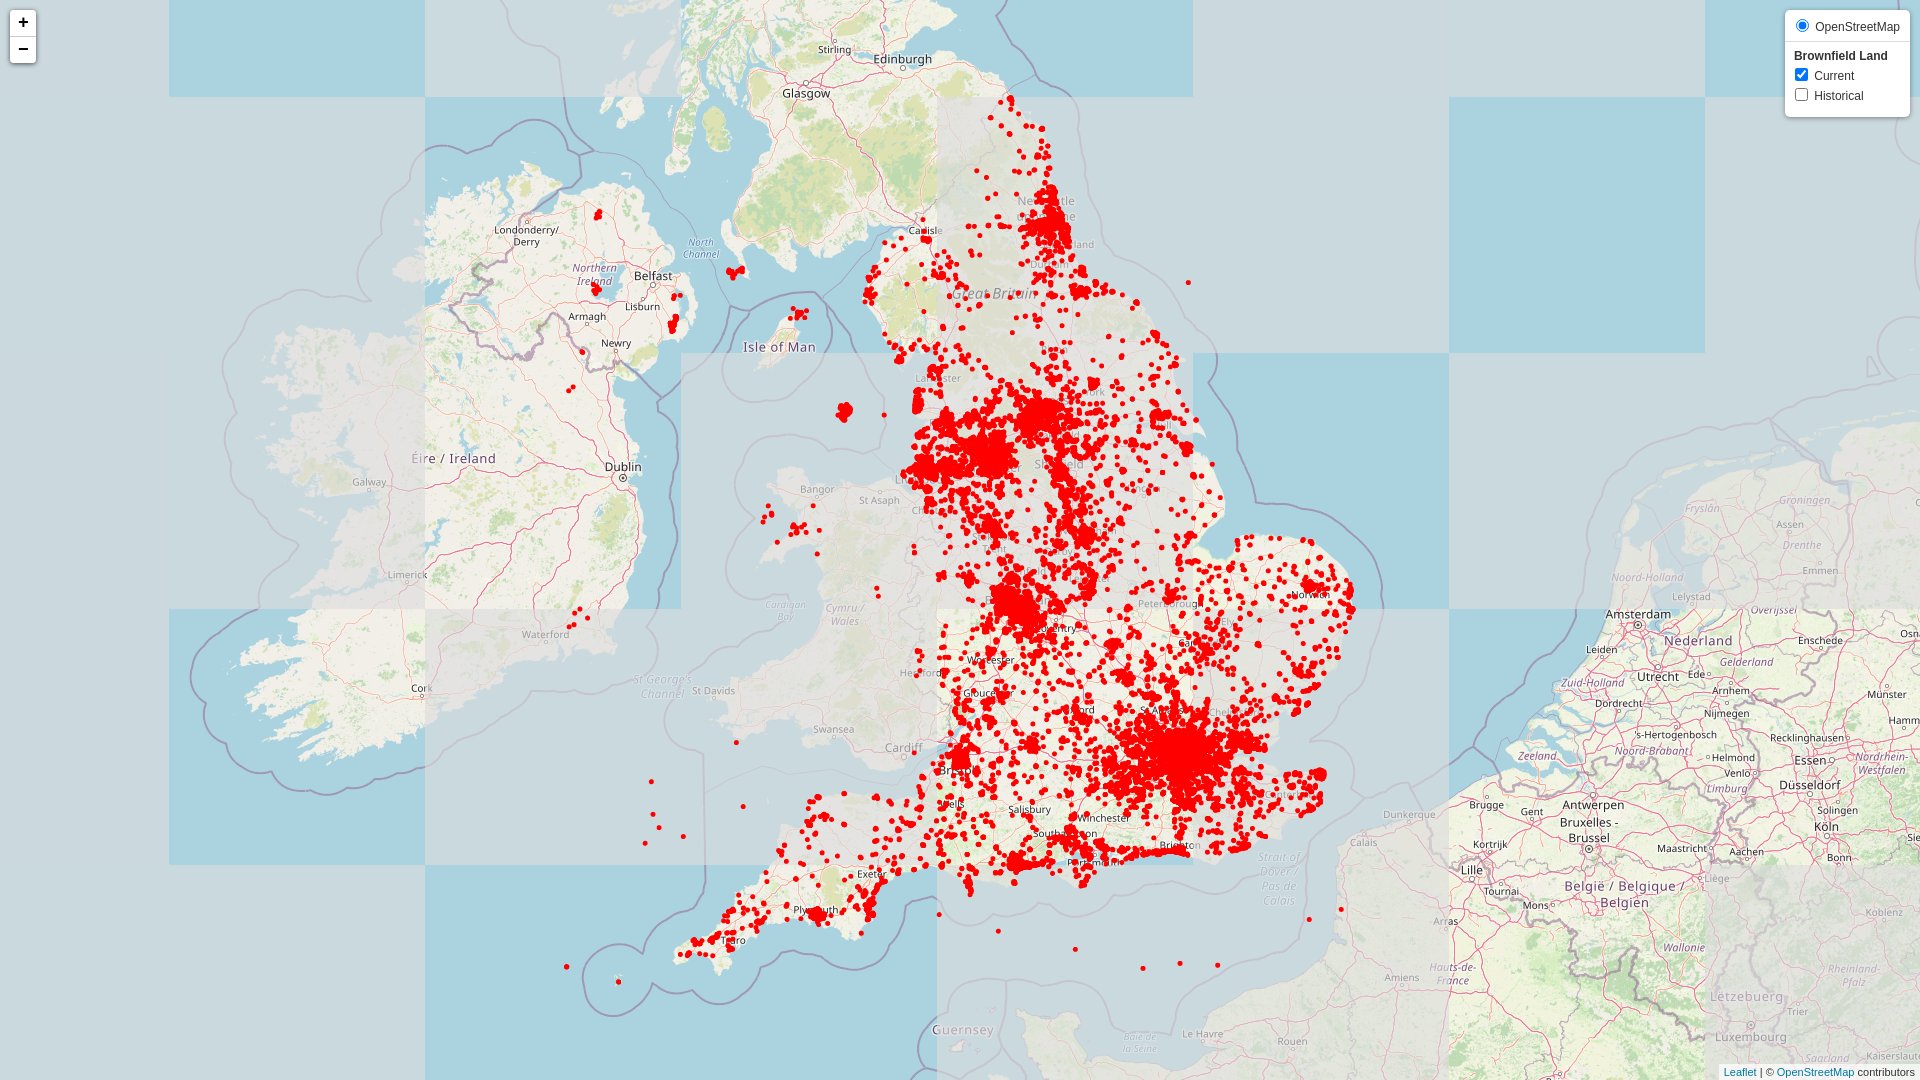 +
−
OpenStreetMap
Brownfield Land
Current
Historical
Stirling
Edinburgh
Glasgow
Londonderry/
Derry
North
Channel
Northern
Ireland
Belfast
Lisburn
Armagh
Newry
Isle of Man
Carlisle
Great Britain
Éire / Ireland
Dublin
Galway
Limerick
Waterford
Cork
Bangor
St Asaph
Cardigan
Bay
Cymru /
Wales
St George's
Channel
St Davids
Swansea
Cardiff
Worcester
Gloucester
Peterborough
Norwich
Ely
Wells
Salisbury
Winchester
Southampton
Portsmouth
Brighton
Exeter
Plymouth
Truro
Guernsey
Strait of
Dover /
Pas de
Calais
Baie de
la Seine
Le Havre
Rouen
Amiens
Arras
Calais
Dunkerque
Lille
Hauts-de-
France
Brugge
Gent
Kortrijk
Tournai
Mons
Antwerpen
Bruxelles -
Brussel
België / Belgique /
Belgien
Wallonie
Liège
Maastricht
Aachen
Köln
Bonn
Koblenz
Rheinland-
Pfalz
Lëtzebuerg
Luxembourg
Trier
Saarland
Kaiserslautern
Düsseldorf
Solingen
Essen
Recklinghausen
Nordrhein-
Westfalen
Münster
Venlo
Limburg
Helmond
Noord-Brabant
's-Hertogenbosch
Zeeland
Dordrecht
Nijmegen
Arnhem
Ede
Utrecht
Gelderland
Zuid-Holland
Leiden
Amsterdam
Nederland
Enschede
Overijssel
Lelystad
Noord-Holland
Emmen
Drenthe
Assen
Groningen
Fryslân
Leaflet | © OpenStreetMap contributors